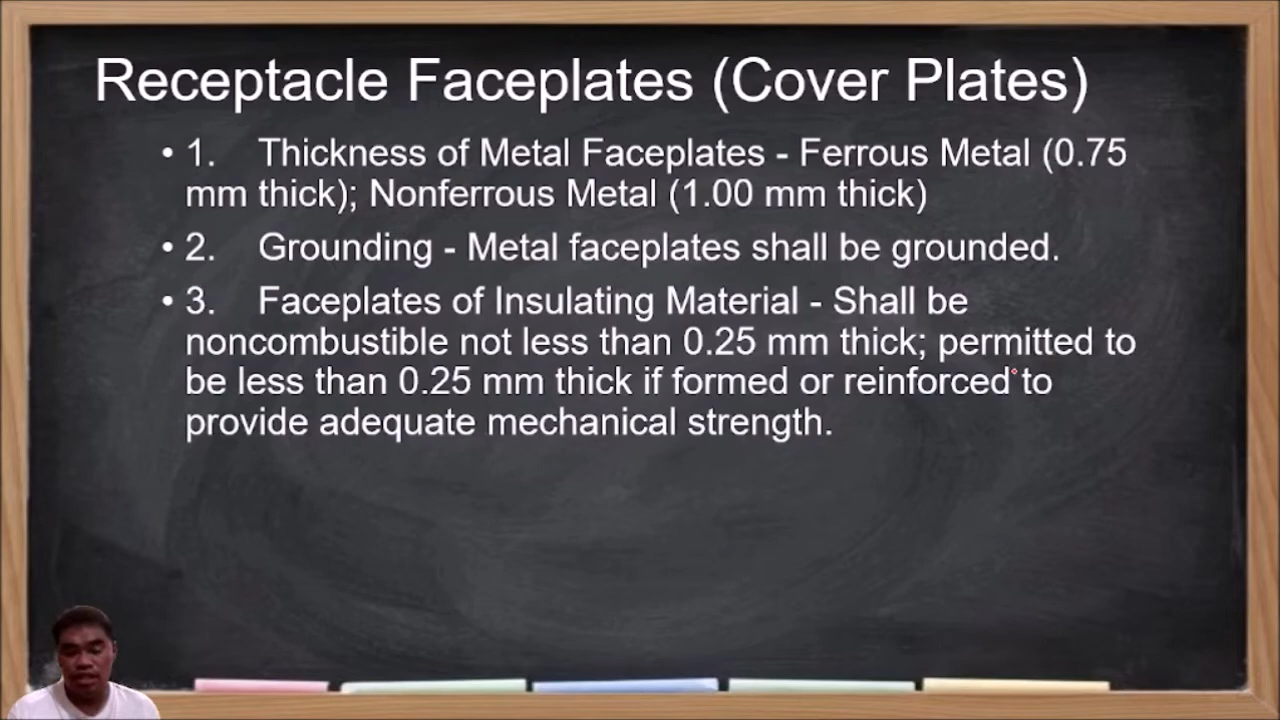 Receptacle Faceplates (Cover Plates)
• 1. Thickness of Metal Faceplates - Ferrous Metal (0.75
mm thick); Nonferrous Metal (1.00 mm thick)
• 2. Grounding - Metal faceplates shall be grounded.
• 3. Faceplates of Insulating Material - Shall be
noncombustible not less than 0.25 mm thick; permitted to
be less than 0.25 mm thick if formed or reinforced to
provide adequate mechanical strength.